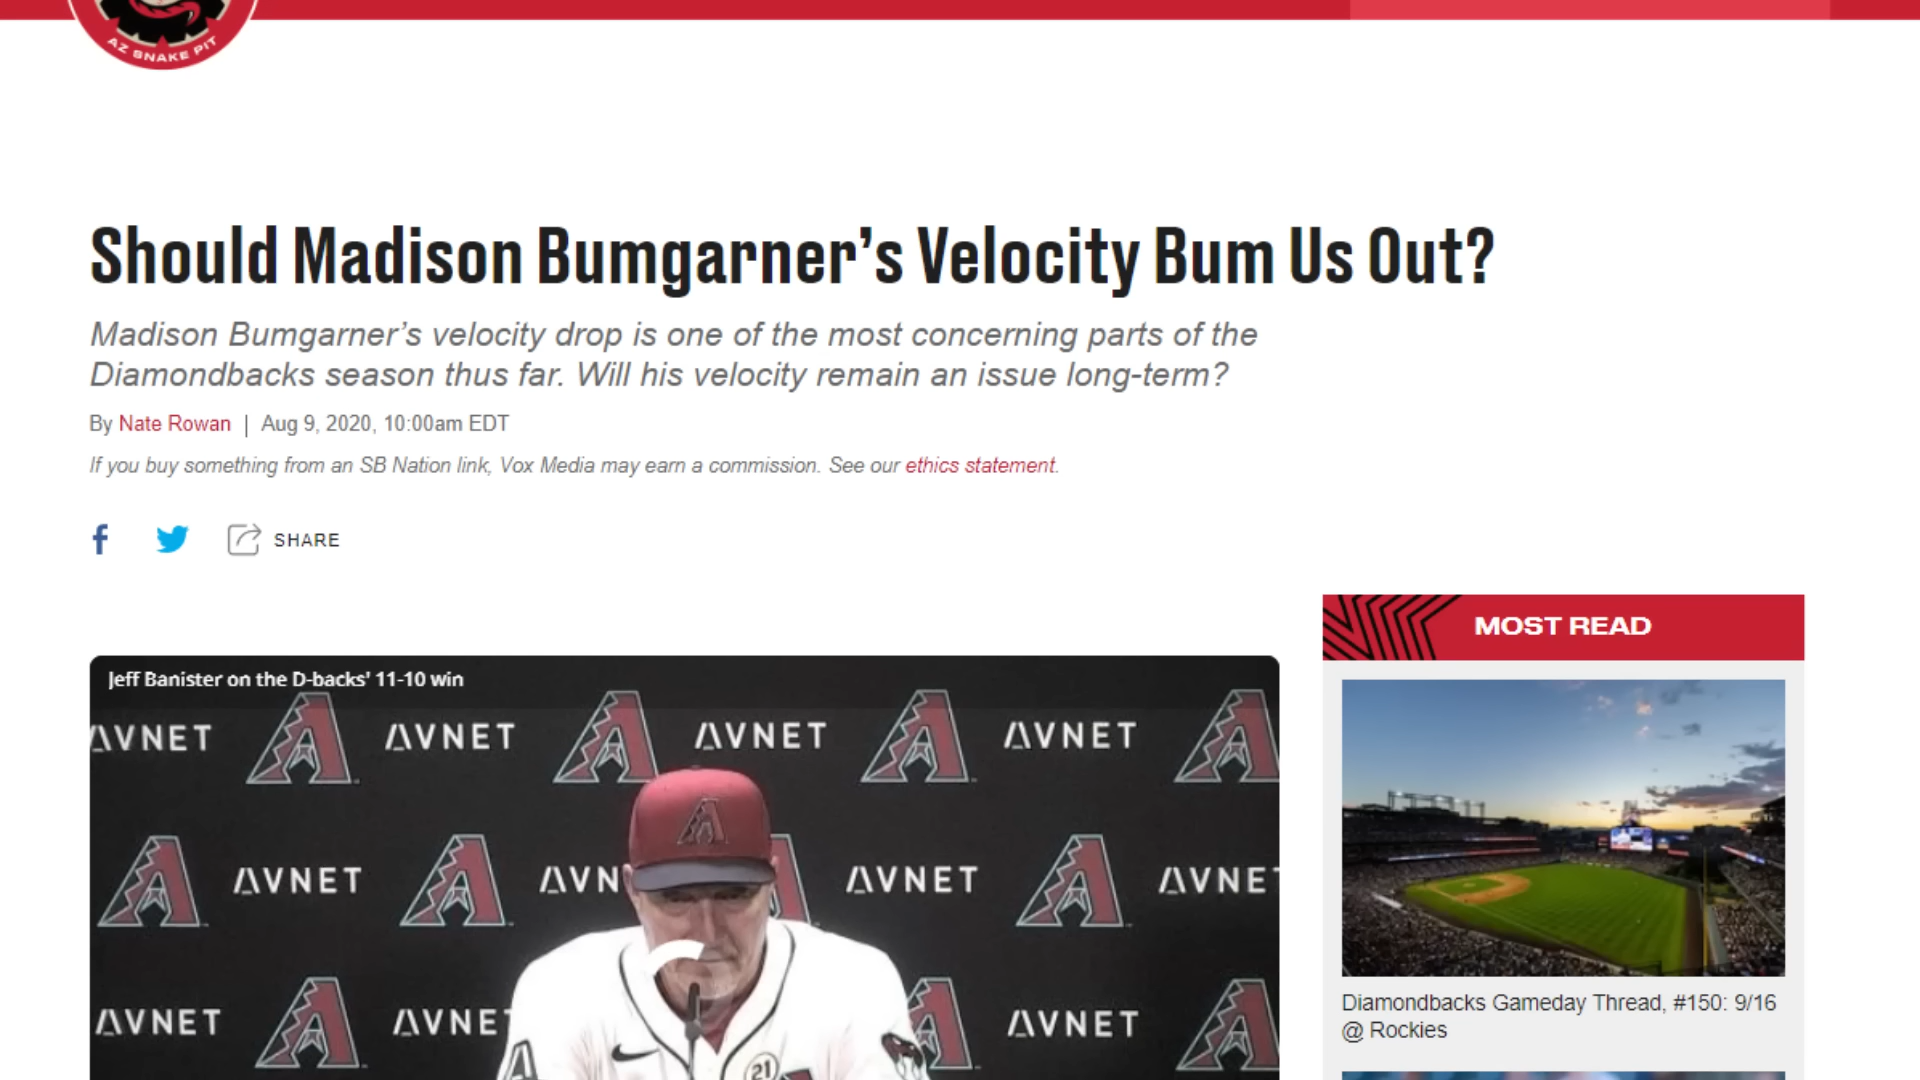 AZ SNAKE PIT
Should Madison Bumgarner’s Velocity Bum Us Out?
Madison Bumgarner’s velocity drop is one of the most concerning parts of the
Diamondbacks season thus far. Will his velocity remain an issue long-term?
By Nate Rowan | Aug 9, 2020, 10:00am EDT
If you buy something from an SB Nation link, Vox Media may earn a commission. See our ethics statement.
SHARE
MOST READ
Jeff Banister on the D-backs' 11-10 win
AVNET AVNET AVNET AVNET
AVNET AVN AVNET AVNE
AVNET AVNE AVNET
21
Diamondbacks Gameday Thread, #150: 9/16
@ Rockies